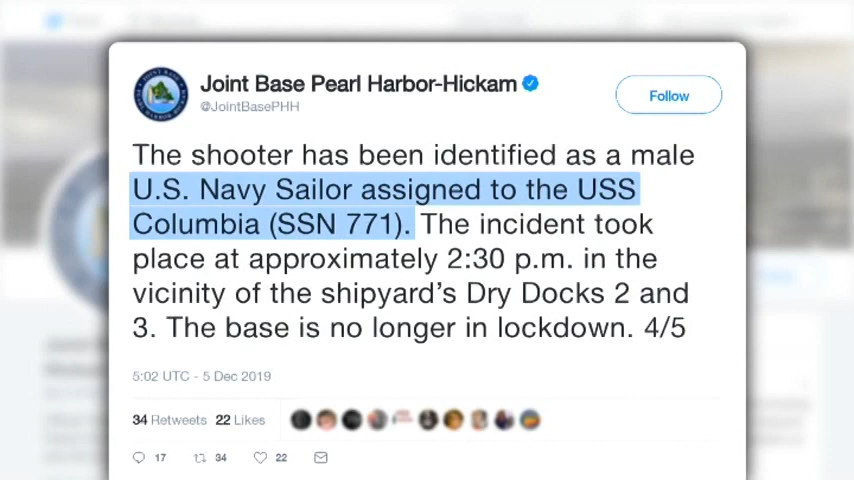 Joint Base Pearl Harbor-Hickam
@JointBasePHH
Follow
The shooter has been identified as a male
U.S. Navy Sailor assigned to the USS
Columbia (SSN 771). The incident took
place at approximately 2:30 p.m. in the
vicinity of the shipyard's Dry Docks 2 and
3. The base is no longer in lockdown. 4/5
5:02 UTC - 5 Dec 2019
34 Retweets 22 Likes
17 34 22